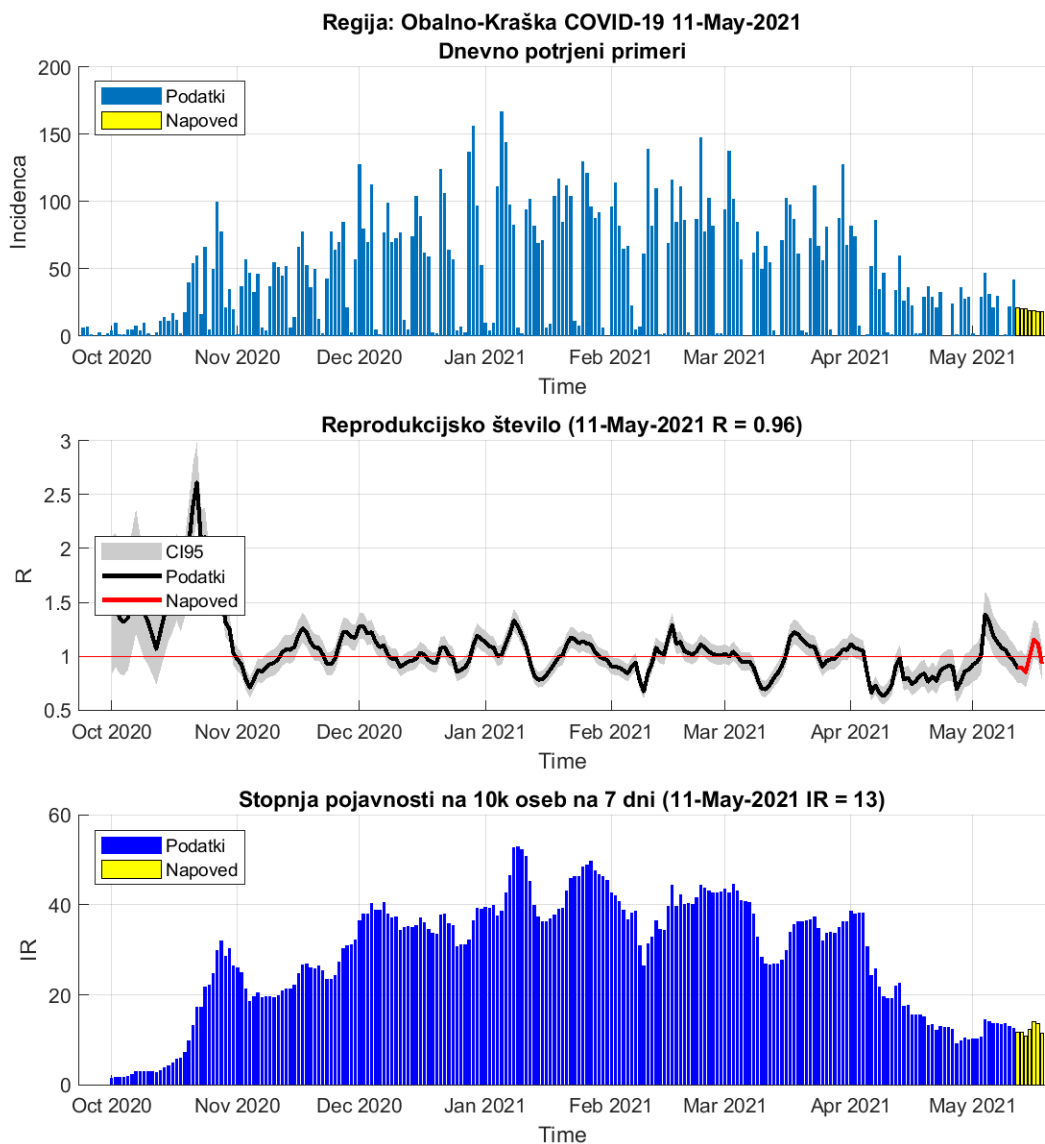 Regija: Obalno-Kraška COVID-19 11-May-2021
Dnevno potrjeni primeri
200
150
100
50
0
Incidenca
Podatki
Napoved
Oct 2020 Nov 2020 Dec 2020 Jan 2021 Feb 2021 Mar 2021 Apr 2021 May 2021
Time
Reprodukcijsko število (11-May-2021 R = 0.96)
3
2.5
2
1.5
1
0.5
R
CI95
Podatki
Napoved
Oct 2020 Nov 2020 Dec 2020 Jan 2021 Feb 2021 Mar 2021 Apr 2021 May 2021
Time
Stopnja pojavnosti na 10k oseb na 7 dni (11-May-2021 IR = 13)
60
40
20
0
IR
Podatki
Napoved
Oct 2020 Nov 2020 Dec 2020 Jan 2021 Feb 2021 Mar 2021 Apr 2021 May 2021
Time